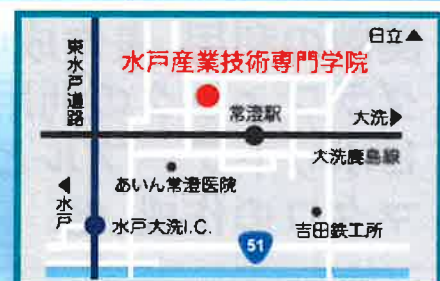 日立▲
東水戸道路
水戸産業技術専門学院
常澄駅
大洗▶
大洗鹿島線
あいん常澄医院
◀水戸
水戸大洗I.C.
吉田鉄工所
51